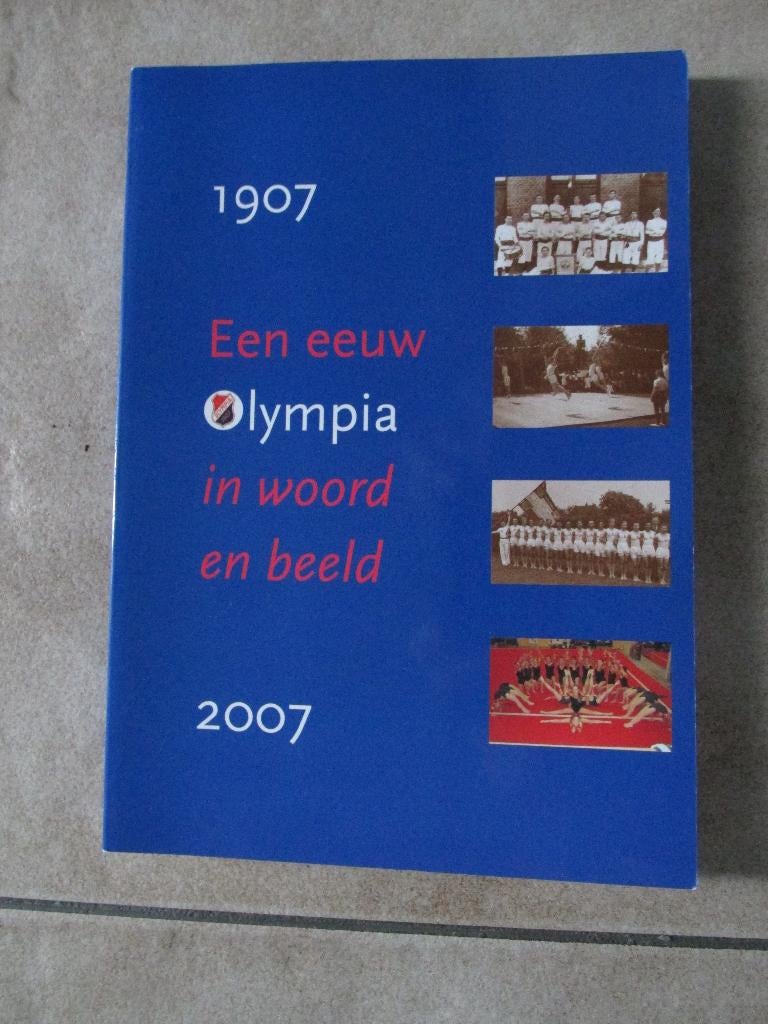 1907
Een eeuw
Olympia
in woord
en beeld
2007